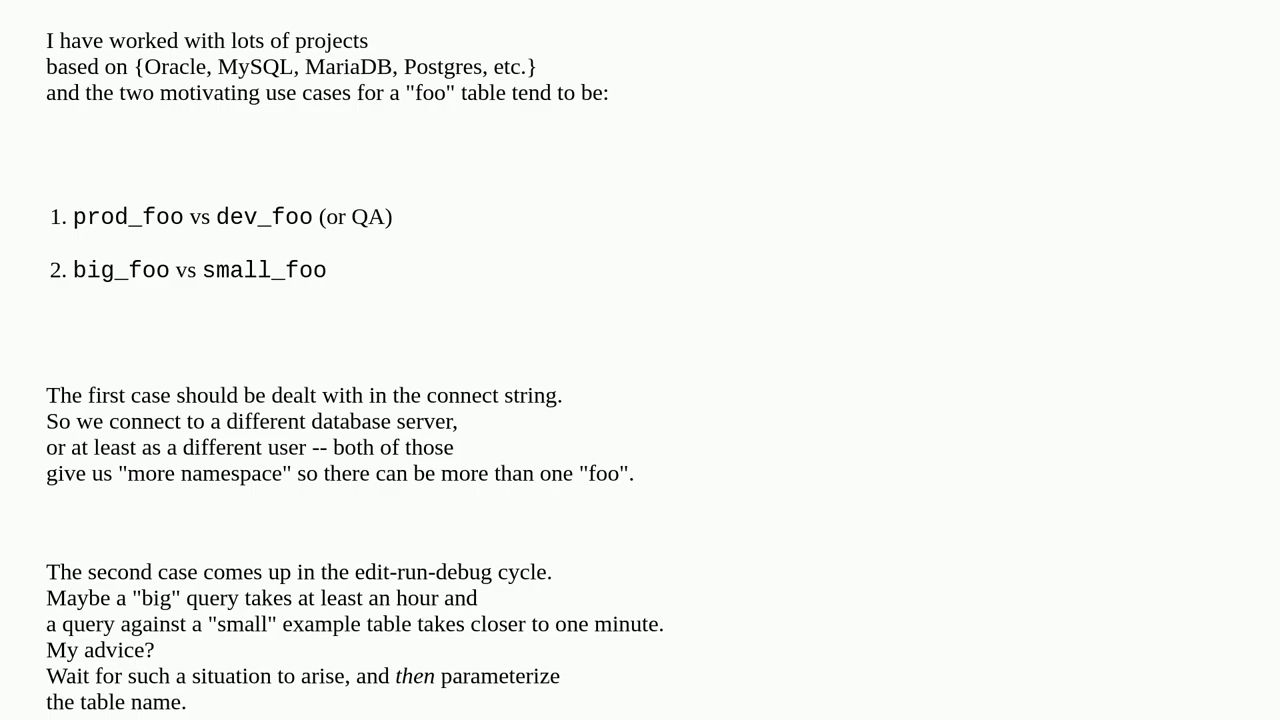 I have worked with lots of projects
based on {Oracle, MySQL, MariaDB, Postgres, etc.}
and the two motivating use cases for a "foo" table tend to be:
1. prod_foo vs dev_foo (or QA)
2. big_foo vs small_foo
The first case should be dealt with in the connect string.
So we connect to a different database server,
or at least as a different user -- both of those
give us "more namespace" so there can be more than one "foo".
The second case comes up in the edit-run-debug cycle.
Maybe a "big" query takes at least an hour and
a query against a "small" example table takes closer to one minute.
My advice?
Wait for such a situation to arise, and then parameterize
the table name.